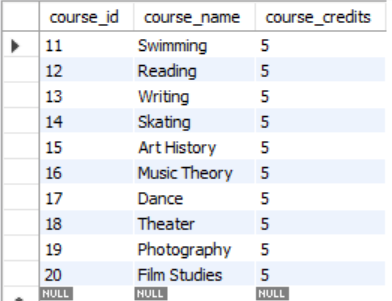 course_id course_name course_credits
11 Swimming 5
12 Reading 5
13 Writing 5
14 Skating 5
15 Art History 5
16 Music Theory 5
17 Dance 5
18 Theater 5
19 Photography 5
20 Film Studies 5
NULL NULL NULL